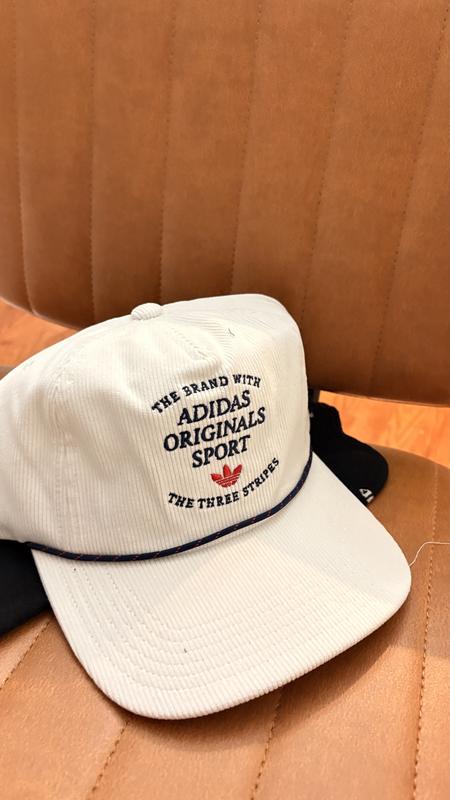 THE BRAND WITH
ADIDAS
ORIGINALS
SPORT
THE THREE STRIPES